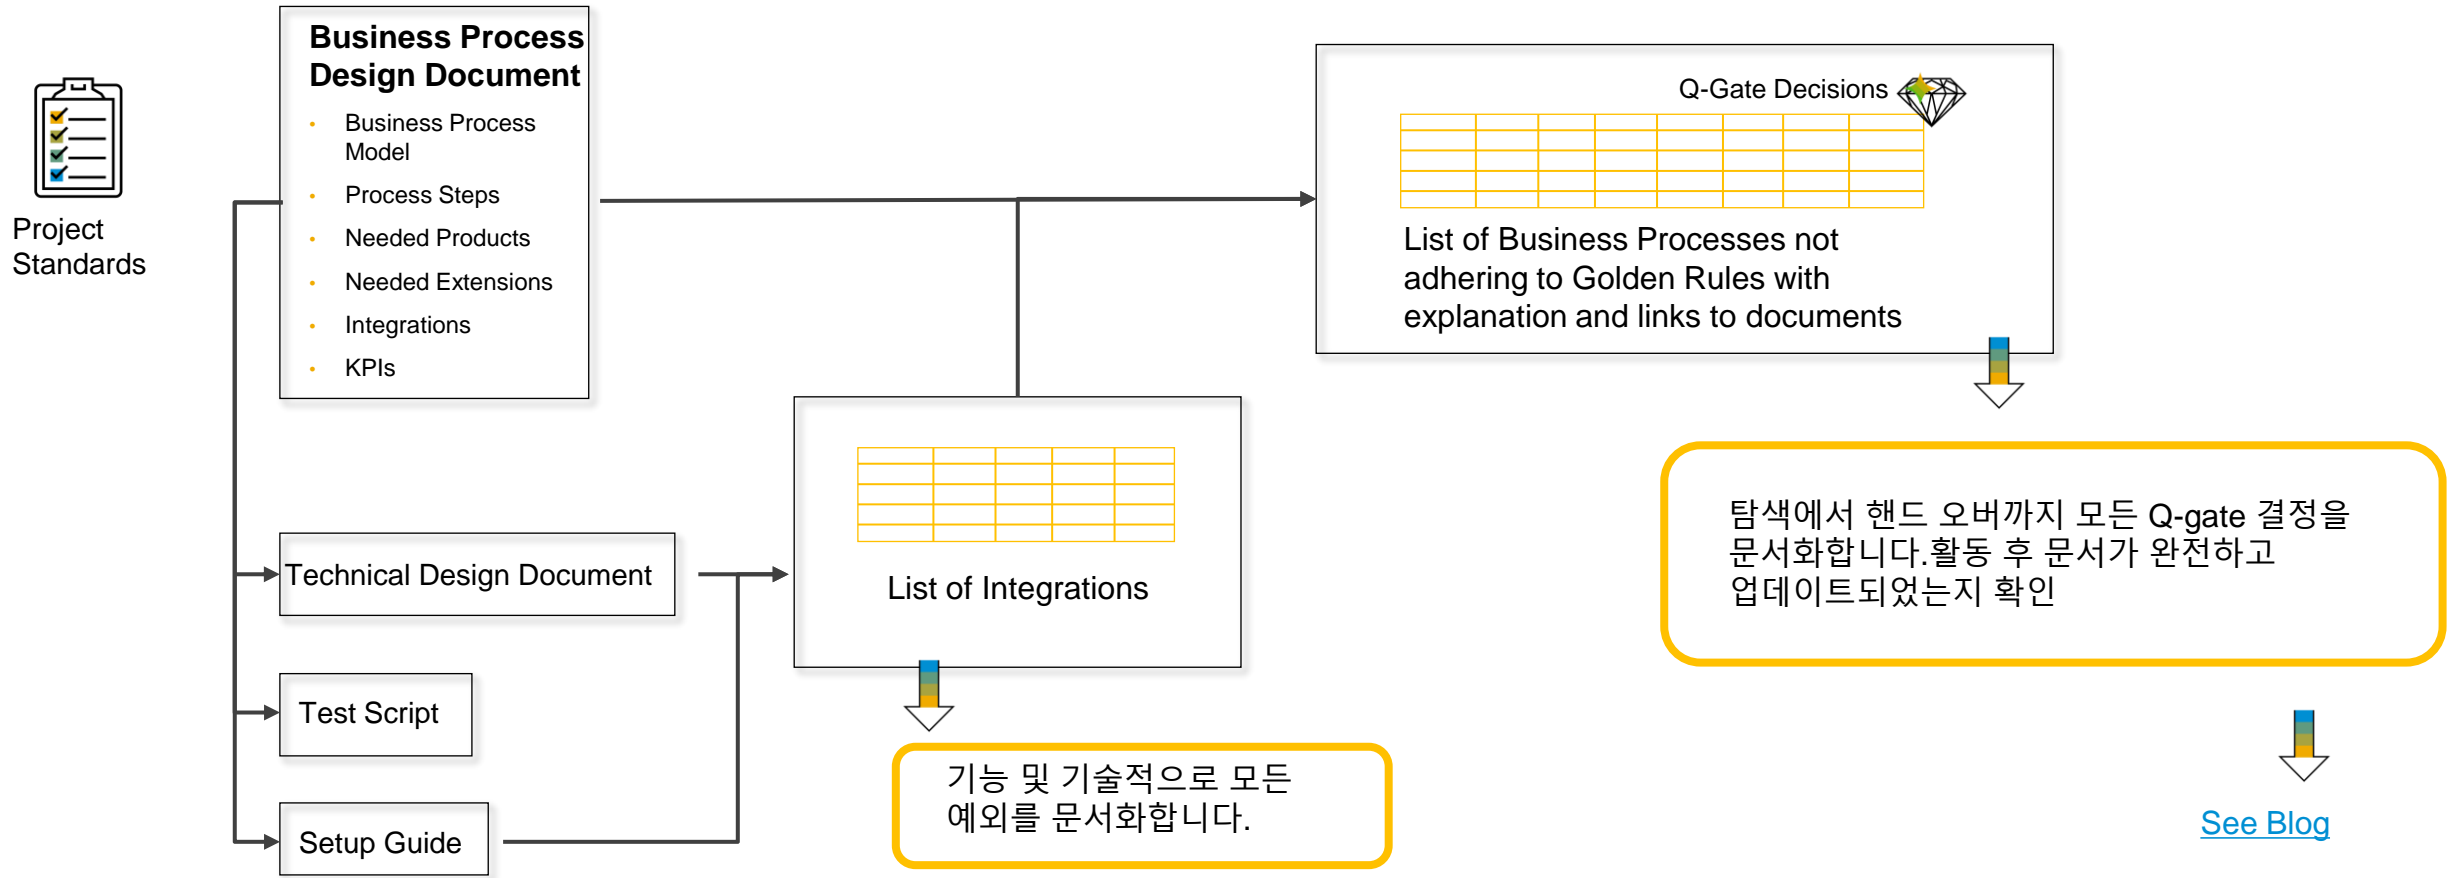 Project
Standards
Business Process
Design Document
• Business Process
Model
• Process Steps
• Needed Products
• Needed Extensions
• Integrations
• KPIs
Technical Design Document
Test Script
Setup Guide
List of Integrations
기능 및 기술적으로 모든
예외를 문서화합니다.
Q-Gate Decisions
List of Business Processes not
adhering to Golden Rules with
explanation and links to documents
탐색에서 핸드 오버까지 모든 Q-gate 결정을
문서화합니다.활동 후 문서가 완전하고
업데이트되었는지 확인
See Blog